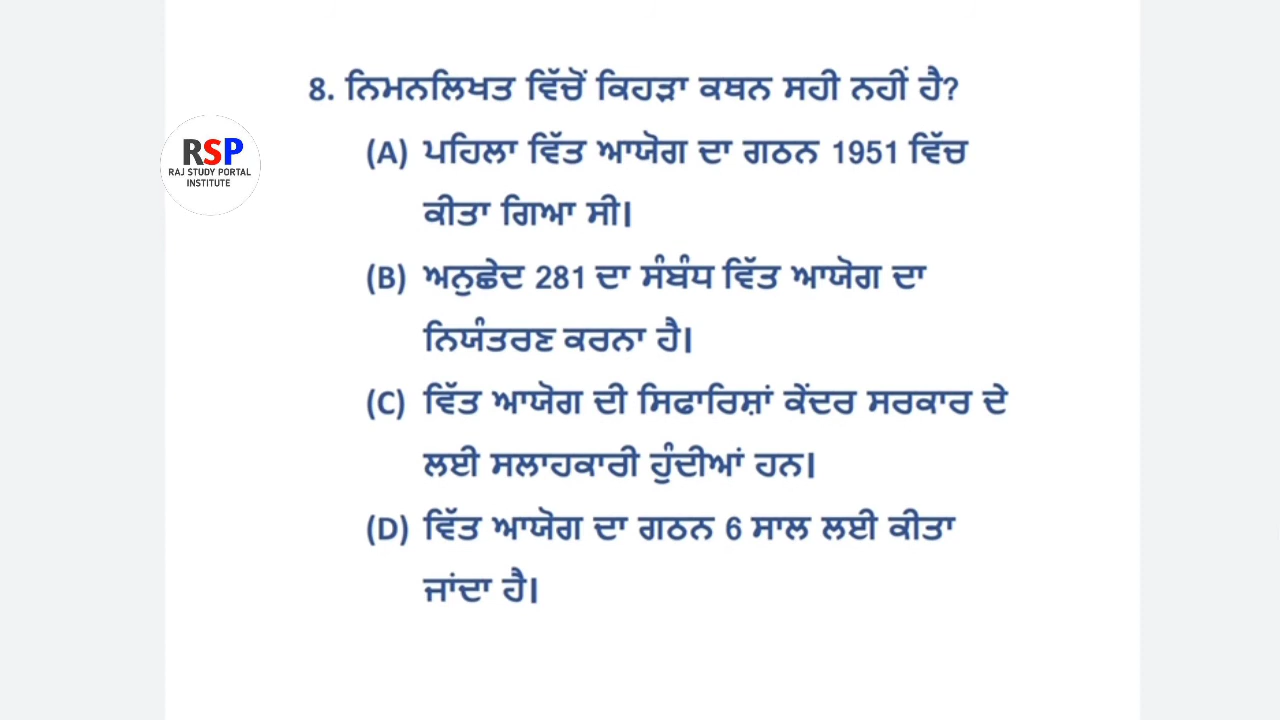 8. ਨਿਮਨਲਿਖਤ ਵਿੱਚੋਂ ਕਿਹੜਾ ਕਥਨ ਸਹੀ ਨਹੀਂ ਹੈ?
RSP
RAJ STUDY PORTAL
INSTITUTE
(A) ਪਹਿਲਾ ਵਿੱਤ ਆਯੋਗ ਦਾ ਗਠਨ 1951 ਵਿੱਚ
ਕੀਤਾ ਗਿਆ ਸੀ।
(B) ਅਨੁਛੇਦ 281 ਦਾ ਸੰਬੰਧ ਵਿੱਤ ਆਯੋਗ ਦਾ
ਨਿਯੰਤਰਣ ਕਰਨਾ ਹੈ।
(C) ਵਿੱਤ ਆਯੋਗ ਦੀ ਸਿਫਾਰਿਸ਼ਾਂ ਕੇਂਦਰ ਸਰਕਾਰ ਦੇ
ਲਈ ਸਲਾਹਕਾਰੀ ਹੁੰਦੀਆਂ ਹਨ।
(D) ਵਿੱਤ ਆਯੋਗ ਦਾ ਗਠਨ 6 ਸਾਲ ਲਈ ਕੀਤਾ
ਜਾਂਦਾ ਹੈ।